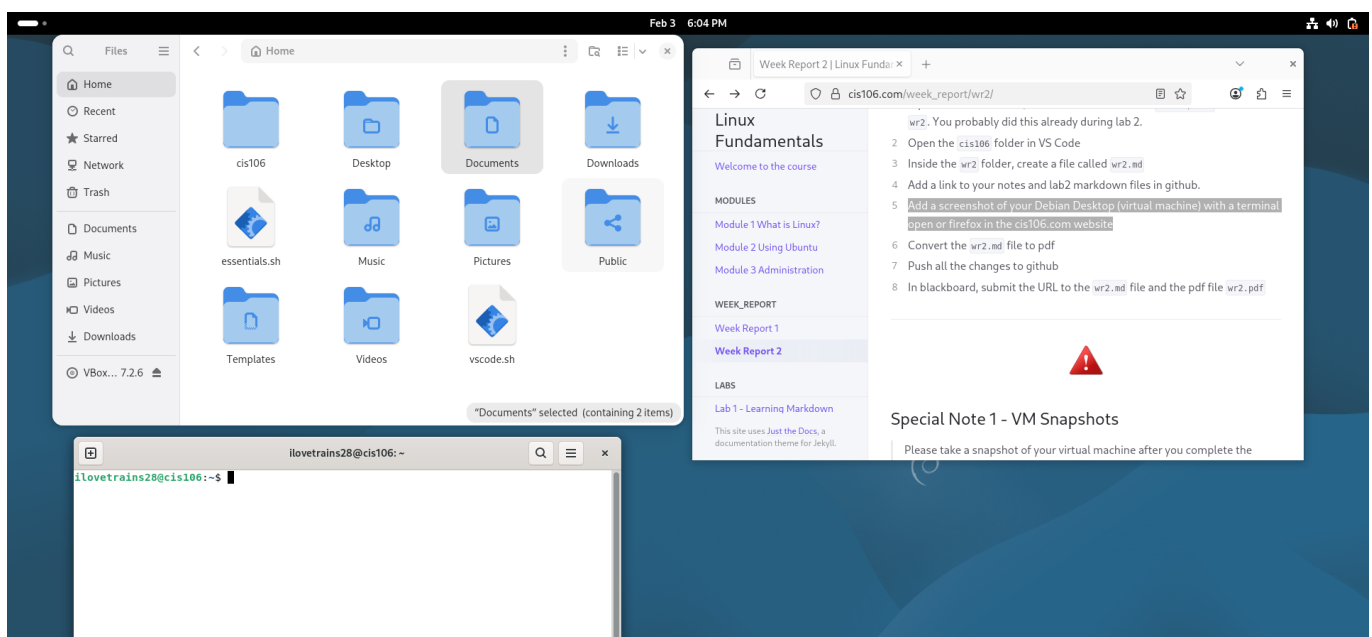 Feb 3 6:04 PM
Files
Home
Home
Recent
Starred
Network
Trash
Documents
Music
Pictures
Videos
Downloads
VBox... 7.2.6
cis106
Desktop
Documents
Downloads
essentials.sh
Music
Pictures
Public
Templates
Videos
vscode.sh
"Documents" selected (containing 2 items)
ilovetrains28@cis106: ~
ilovetrains28@cis106:~$
Week Report 2 | Linux Fundar
cis106.com/week_report/wr2/
Linux
Fundamentals
Welcome to the course
MODULES
Module 1 What is Linux?
Module 2 Using Ubuntu
Module 3 Administration
WEEK_REPORT
Week Report 1
Week Report 2
LABS
Lab 1 - Learning Markdown
This site uses Just the Docs, a
documentation theme for Jekyll.
wr2. You probably did this already during lab 2.
2 Open the cis106 folder in VS Code
3 Inside the wr2 folder, create a file called wr2.md
4 Add a link to your notes and lab2 markdown files in github.
5 Add a screenshot of your Debian Desktop (virtual machine) with a terminal
open or firefox in the cis106.com website
6 Convert the wr2.md file to pdf
7 Push all the changes to github
8 In blackboard, submit the URL to the wr2.md file and the pdf file wr2.pdf
Special Note 1 - VM Snapshots
Please take a snapshot of your virtual machine after you complete the